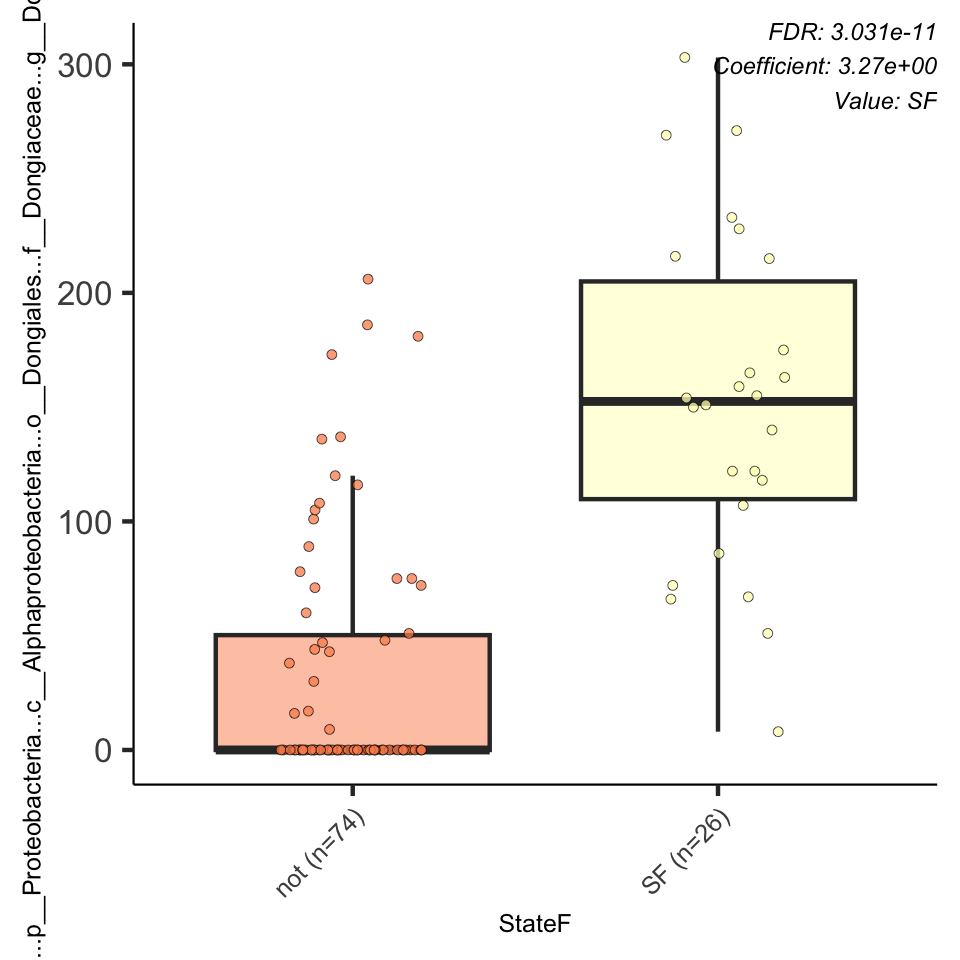 FDR: 3.031e-11
Coefficient: 3.27e+00
Value: SF
300
200
100
0
...p__Proteobacteria...c__Alphaproteobacteria...o__Dongiales...f__Dongiaceae...g__Do
not (n=74)
SF (n=26)
StateF